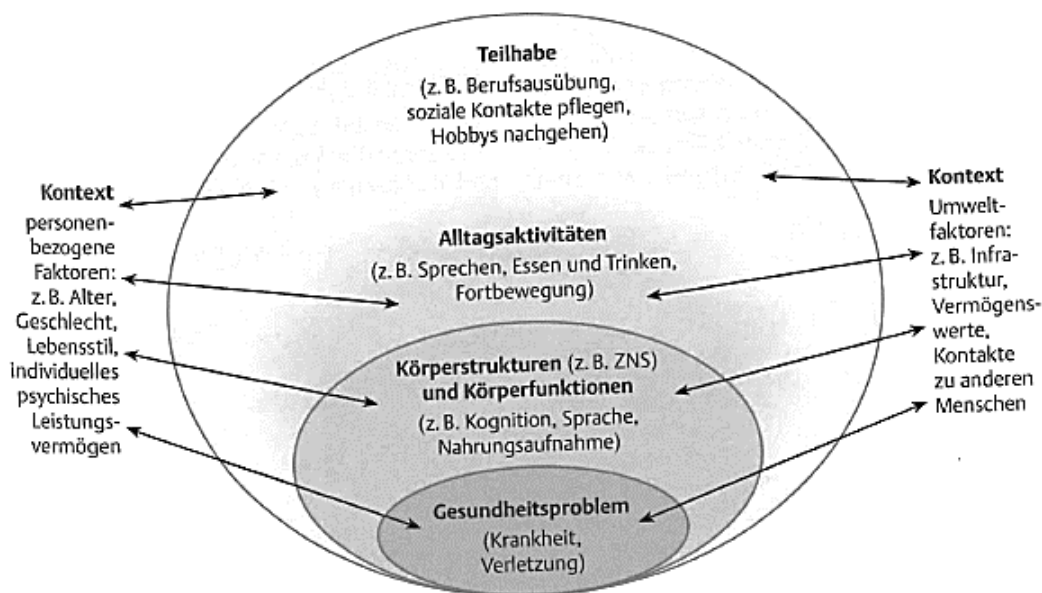 Teilhabe
(z. B. Berufsausübung,
soziale Kontakte pflegen,
Hobbys nachgehen)
Kontext
personen-
bezogene
Faktoren:
z. B. Alter,
Geschlecht,
Lebensstil,
individuelles
psychisches
Leistungs-
vermögen
Alltagsaktivitäten
(z. B. Sprechen, Essen und Trinken,
Fortbewegung)
Körperstrukturen (z. B. ZNS)
und Körperfunktionen
(z. B. Kognition, Sprache,
Nahrungsaufnahme)
Gesundheitsproblem
(Krankheit,
Verletzung)
Kontext
Umwelt-
faktoren:
z. B. Infra-
struktur,
Vermögens-
werte,
Kontakte
zu anderen
Menschen